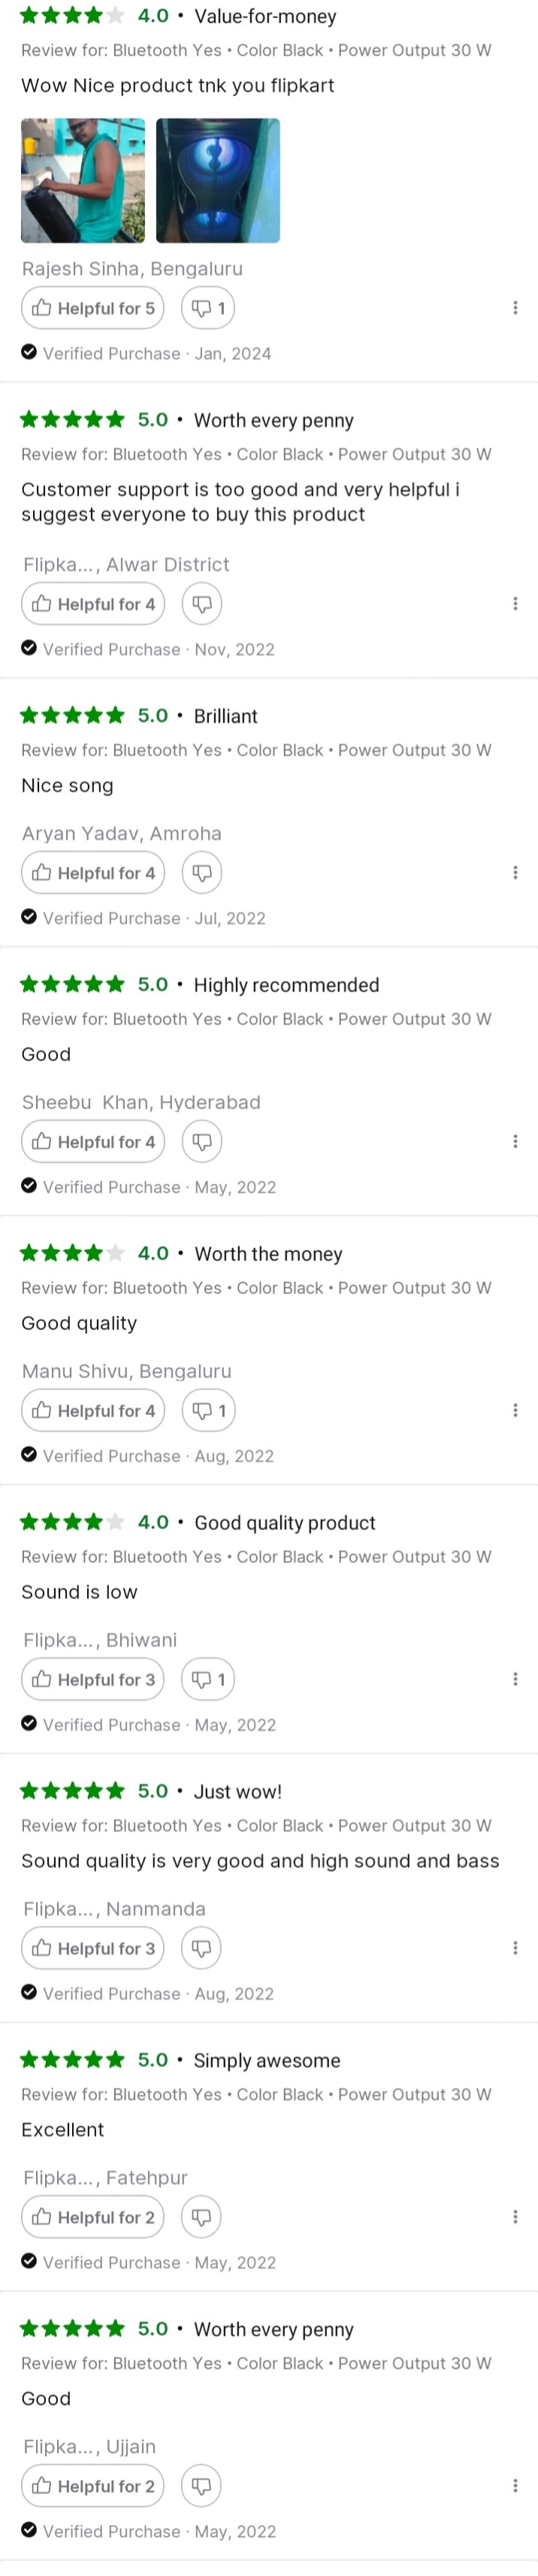 4.0 • Value-for-money
Review for: Bluetooth Yes • Color Black • Power Output 30 W
Wow Nice product tnk you flipkart
Rajesh Sinha, Bengaluru
Helpful for 5 1
Verified Purchase · Jan, 2024
5.0 • Worth every penny
Review for: Bluetooth Yes • Color Black • Power Output 30 W
Customer support is too good and very helpful i
suggest everyone to buy this product
Flipka..., Alwar District
Helpful for 4
Verified Purchase · Nov, 2022
5.0 • Brilliant
Review for: Bluetooth Yes • Color Black • Power Output 30 W
Nice song
Aryan Yadav, Amroha
Helpful for 4
Verified Purchase · Jul, 2022
5.0 • Highly recommended
Review for: Bluetooth Yes • Color Black • Power Output 30 W
Good
Sheebu  Khan, Hyderabad
Helpful for 4
Verified Purchase · May, 2022
4.0 • Worth the money
Review for: Bluetooth Yes • Color Black • Power Output 30 W
Good quality
Manu Shivu, Bengaluru
Helpful for 4 1
Verified Purchase · Aug, 2022
4.0 • Good quality product
Review for: Bluetooth Yes • Color Black • Power Output 30 W
Sound is low
Flipka..., Bhiwani
Helpful for 3 1
Verified Purchase · May, 2022
5.0 • Just wow!
Review for: Bluetooth Yes • Color Black • Power Output 30 W
Sound quality is very good and high sound and bass
Flipka..., Nanmanda
Helpful for 3
Verified Purchase · Aug, 2022
5.0 • Simply awesome
Review for: Bluetooth Yes • Color Black • Power Output 30 W
Excellent
Flipka..., Fatehpur
Helpful for 2
Verified Purchase · May, 2022
5.0 • Worth every penny
Review for: Bluetooth Yes • Color Black • Power Output 30 W
Good
Flipka..., Ujjain
Helpful for 2
Verified Purchase · May, 2022